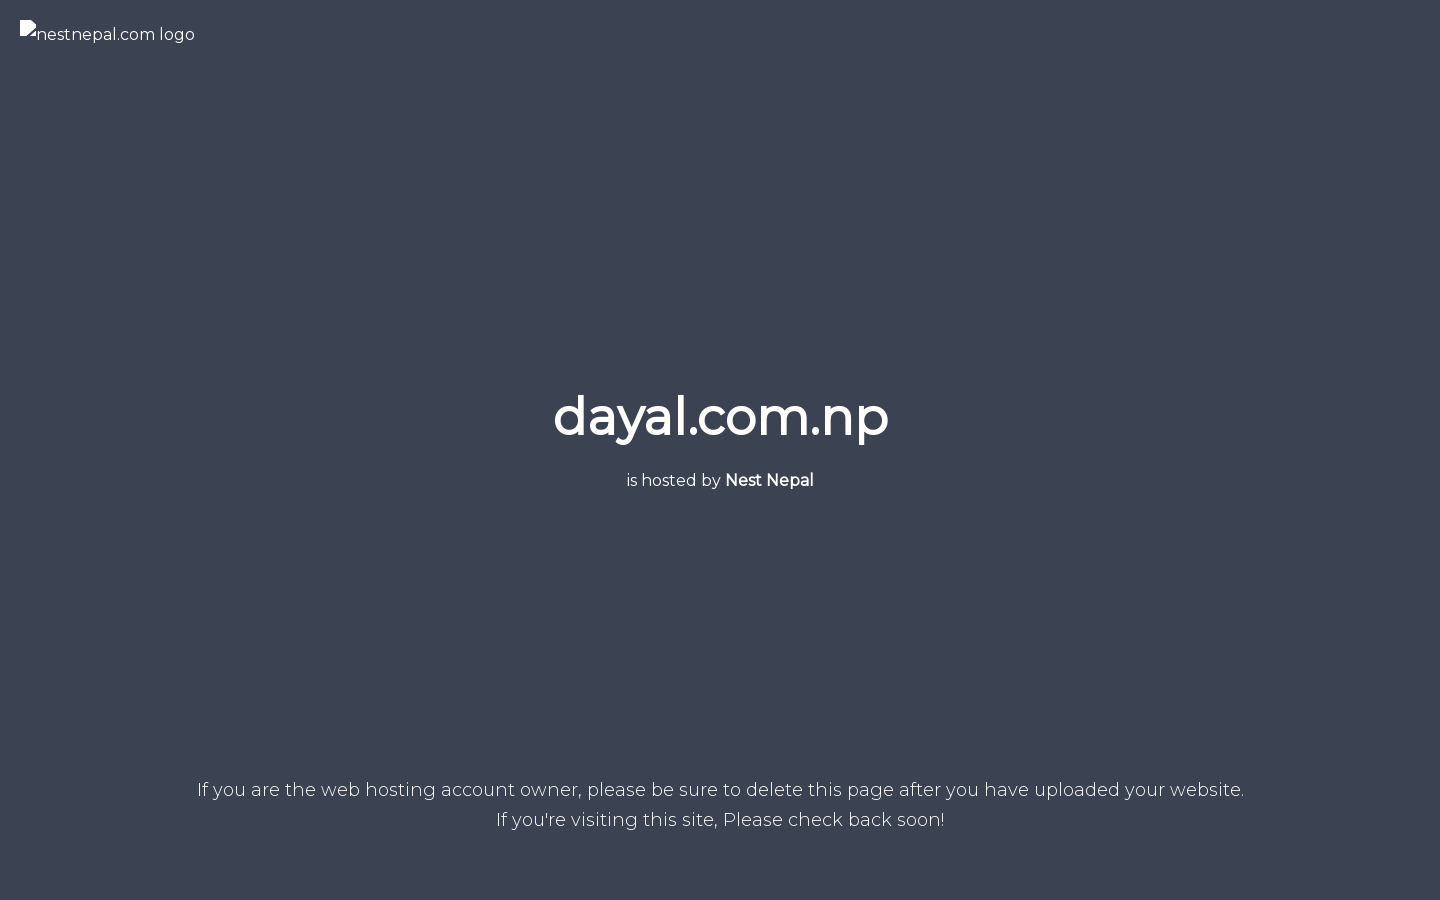 nestnepal.com logo
dayal.com.np
is hosted by Nest Nepal
If you are the web hosting account owner, please be sure to delete this page after you have uploaded your website.
If you're visiting this site, Please check back soon!